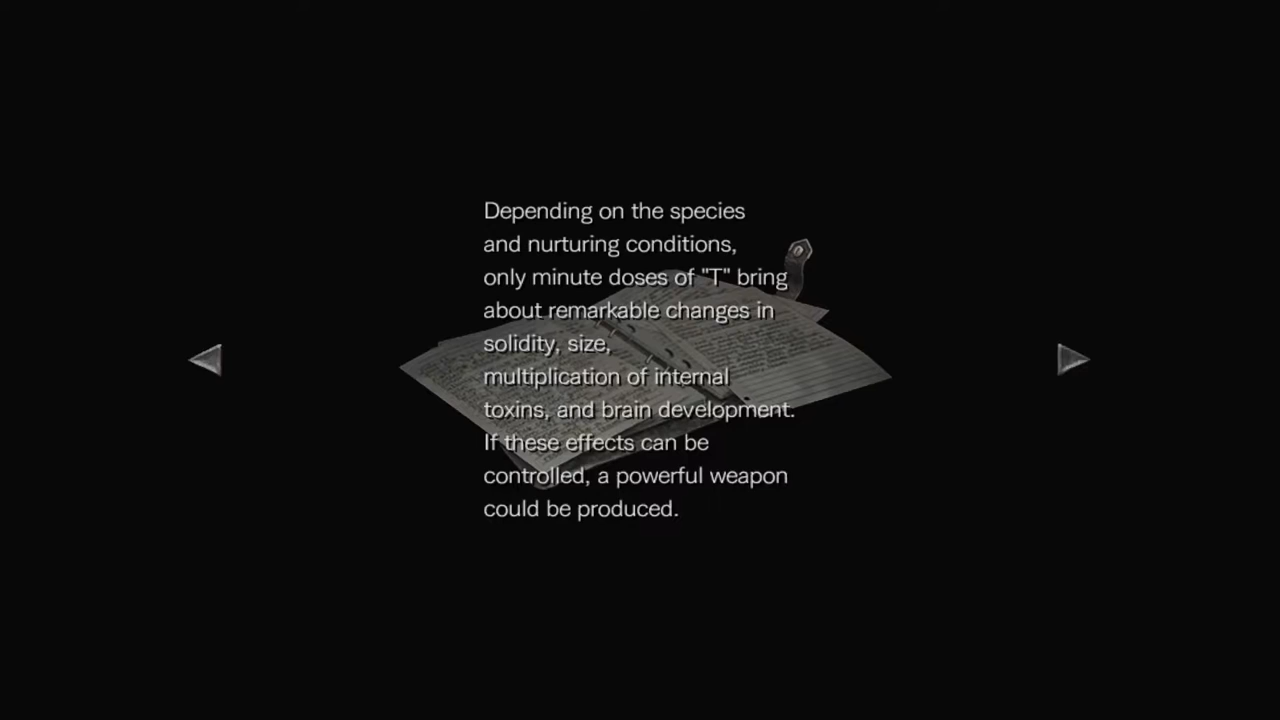 Depending on the species
and nurturing conditions,
only minute doses of "T" bring
about remarkable changes in
solidity, size,
multiplication of internal
toxins, and brain development.
If these effects can be
controlled, a powerful weapon
could be produced.